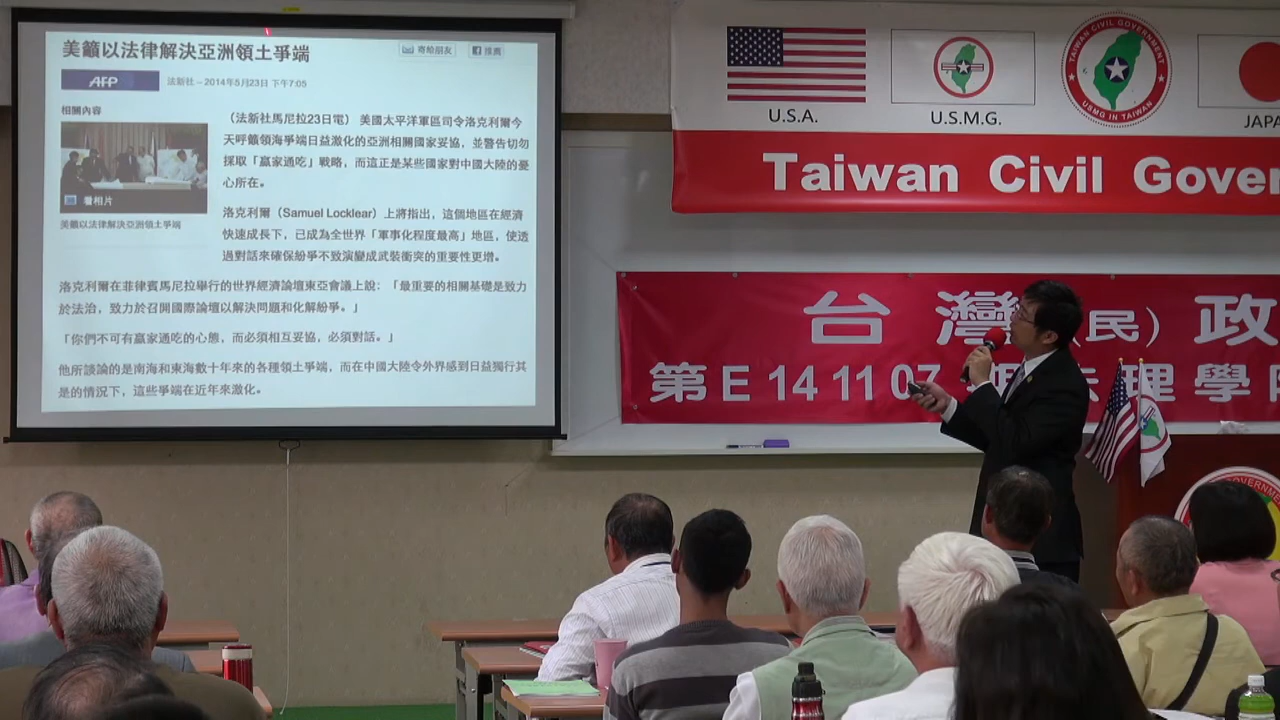 美籲以法律解決亞洲領土爭端
寄給朋友
推薦
AFP
法新社 – 2014年5月23日 下午7:05
相關內容
看相片
美籲以法律解決亞洲領土爭端
（法新社馬尼拉23日電） 美國太平洋軍區司令洛克利爾今
天呼籲領海爭端日益激化的亞洲相關國家妥協，並警告切勿
採取「贏家通吃」戰略，而這正是某些國家對中國大陸的憂
心所在。
洛克利爾（Samuel Locklear）上將指出，這個地區在經濟
快速成長下，已成為全世界「軍事化程度最高」地區，使透
過對話來確保紛爭不致演變成武裝衝突的重要性更增。
洛克利爾在菲律賓馬尼拉舉行的世界經濟論壇東亞會議上說：「最重要的相關基礎是致力
於法治，致力於召開國際論壇以解決問題和化解紛爭。」
「你們不可有贏家通吃的心態，而必須相互妥協，必須對話。」
他所談論的是南海和東海數十年來的各種領土爭端，而在中國大陸令外界感到日益獨行其
是的情況下，這些爭端在近年來激化。
U.S.A.
U.S.M.G.
TAIWAN CIVIL GOVERNMENT
USMG IN TAIWAN
JAPA
Taiwan Civil Gover
台灣（民）政
第E141107 理學